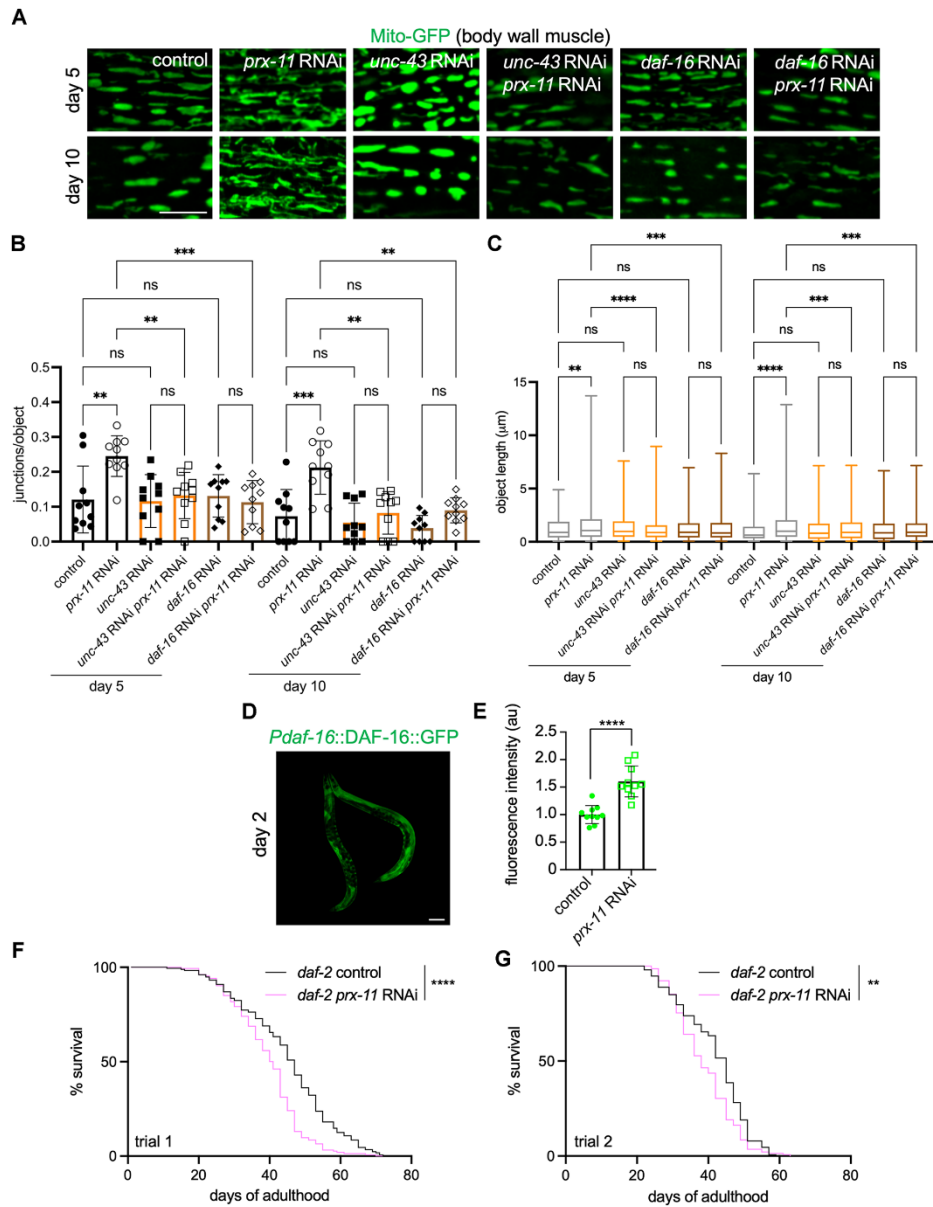 A
Mito-GFP (body wall muscle)
control
prx-11 RNAi
unc-43 RNAi
unc-43 RNAi
prx-11 RNAi
daf-16 RNAi
daf-16 RNAi
prx-11 RNAi
day 5
day 10
B
***
**
ns
ns
**
**
ns
ns
ns
ns
**
***
ns
ns
ns
ns
junctions/object
0.5
0.4
0.3
0.2
0.1
0.0
control
prx-11 RNAi
unc-43 RNAi
unc-43 RNAi prx-11 RNAi
daf-16 RNAi
daf-16 RNAi prx-11 RNAi
control
prx-11 RNAi
unc-43 RNAi
unc-43 RNAi prx-11 RNAi
daf-16 RNAi
daf-16 RNAi prx-11 RNAi
day 5
day 10
C
***
***
ns
ns
****
***
ns
ns
ns
ns
**
****
ns
ns
ns
ns
object length (μm)
15
10
5
0
control
prx-11 RNAi
unc-43 RNAi
unc-43 RNAi prx-11 RNAi
daf-16 RNAi
daf-16 RNAi prx-11 RNAi
control
prx-11 RNAi
unc-43 RNAi
unc-43 RNAi prx-11 RNAi
daf-16 RNAi
daf-16 RNAi prx-11 RNAi
day 5
day 10
D
Pdaf-16::DAF-16::GFP
day 2
E
****
fluorescence intensity (au)
2.5
2.0
1.5
1.0
0.5
0
control
prx-11 RNAi
F
daf-2 control
daf-2 prx-11 RNAi
****
% survival
100
50
0
trial 1
0
20
40
60
80
days of adulthood
G
daf-2 control
daf-2 prx-11 RNAi
**
% survival
100
50
0
trial 2
0
20
40
60
80
days of adulthood